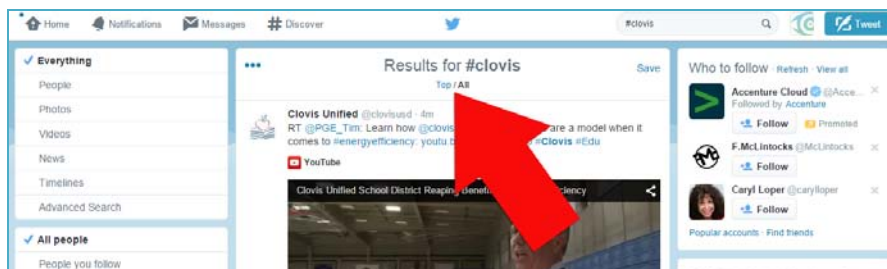 Home Notifications Messages # Discover #clovis Tweet
Everything
People
Photos
Videos
News
Timelines
Advanced Search
All people
People you follow
••• Results for #clovis Save
Top / All
Clovis Unified @clovisusd · 4m
RT @PGE_Tim: Learn how @clovis are a model when it
comes to #energyefficiency: youtu.b #Clovis #Edu
YouTube
Clovis Unified School District Reaping Benefit ciency
Who to follow · Refresh · View all
Accenture Cloud @Acce... ×
Followed by Accenture
Follow Promoted
F.McLintocks @McLintocks ×
Follow
Caryl Loper @carylloper ×
Follow
Popular accounts · Find friends